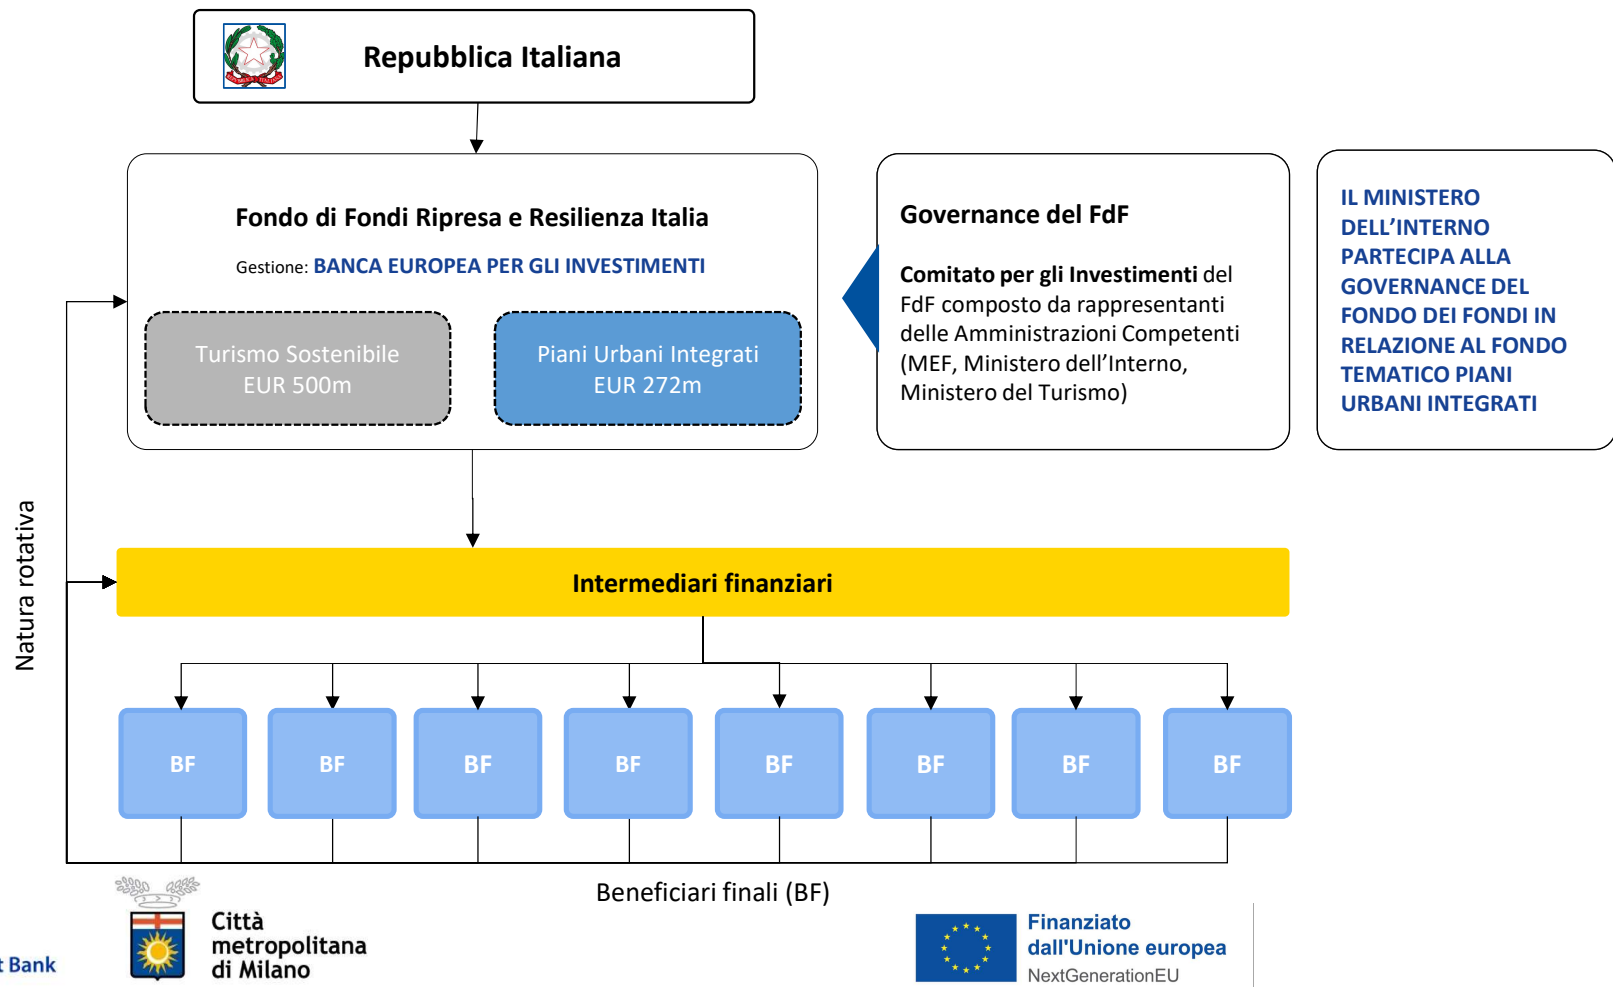 Repubblica Italiana
Fondo di Fondi Ripresa e Resilienza Italia
Gestione: BANCA EUROPEA PER GLI INVESTIMENTI
Turismo Sostenibile
EUR 500m
Piani Urbani Integrati
EUR 272m
Governance del FdF
Comitato per gli Investimenti del
FdF composto da rappresentanti
delle Amministrazioni Competenti
(MEF, Ministero dell’Interno,
Ministero del Turismo)
IL MINISTERO
DELL’INTERNO
PARTECIPA ALLA
GOVERNANCE DEL
FONDO DEI FONDI IN
RELAZIONE AL FONDO
TEMATICO PIANI
URBANI INTEGRATI
Natura rotativa
Intermediari finanziari
BF
BF
BF
BF
BF
BF
BF
BF
Beneficiari finali (BF)
t Bank
Città
metropolitana
di Milano
Finanziato
dall'Unione europea
NextGenerationEU